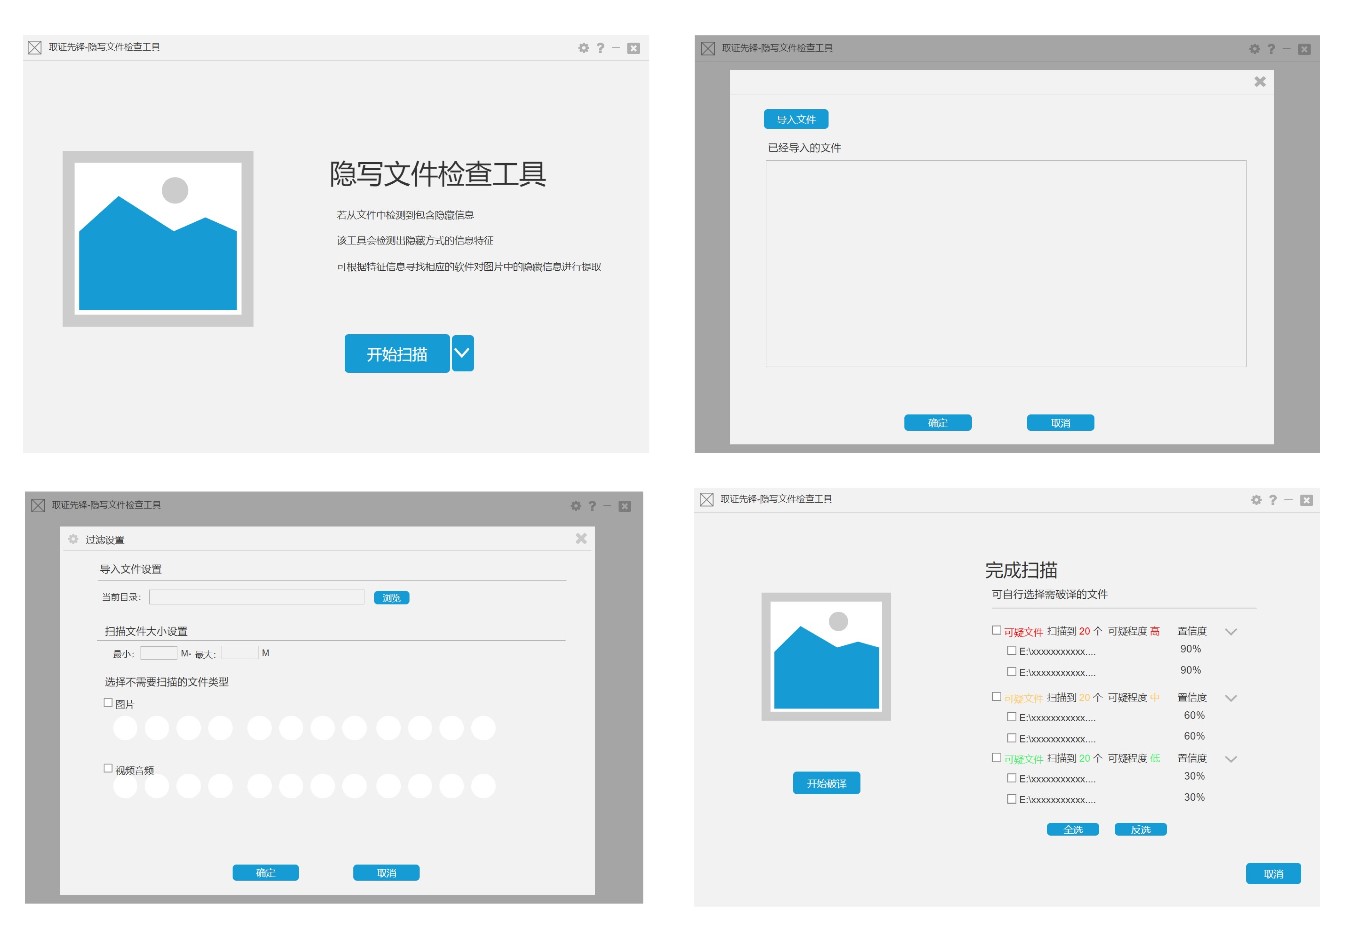 取证先锋-隐写文件检查工具
?
隐写文件检查工具
若从文件中检测到包含隐藏信息
该工具会检测出隐藏方式的信息特征
可根据特征信息寻找相应的软件对图片中的隐藏信息进行提取
开始扫描
取证先锋-隐写文件检查工具
?
导入文件
已经导入的文件
确定 取消
取证先锋-隐写文件检查工具
?
过滤设置
导入文件设置
当前目录: 浏览
扫描文件大小设置
最小: M- 最大: M
选择不需要扫描的文件类型
图片
视频音频
确定 取消
取证先锋-隐写文件检查工具
?
完成扫描
可自行选择需破译的文件
可疑文件 扫描到 20 个 可疑程度 高 置信度
E:\xxxxxxxxxxx.... 90%
E:\xxxxxxxxxxx.... 90%
可疑文件 扫描到 20 个 可疑程度 中 置信度
E:\xxxxxxxxxxx.... 60%
E:\xxxxxxxxxxx.... 60%
可疑文件 扫描到 20 个 可疑程度 低 置信度
E:\xxxxxxxxxxx.... 30%
E:\xxxxxxxxxxx.... 30%
开始破译
全选 反选
取消